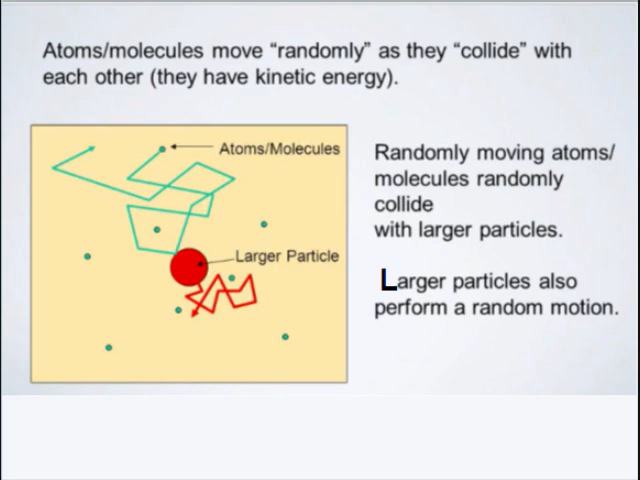 Atoms/molecules move “randomly” as they “collide” with
each other (they have kinetic energy).
Atoms/Molecules
Larger Particle
Randomly moving atoms/
molecules randomly
collide
with larger particles.
Larger particles also
perform a random motion.